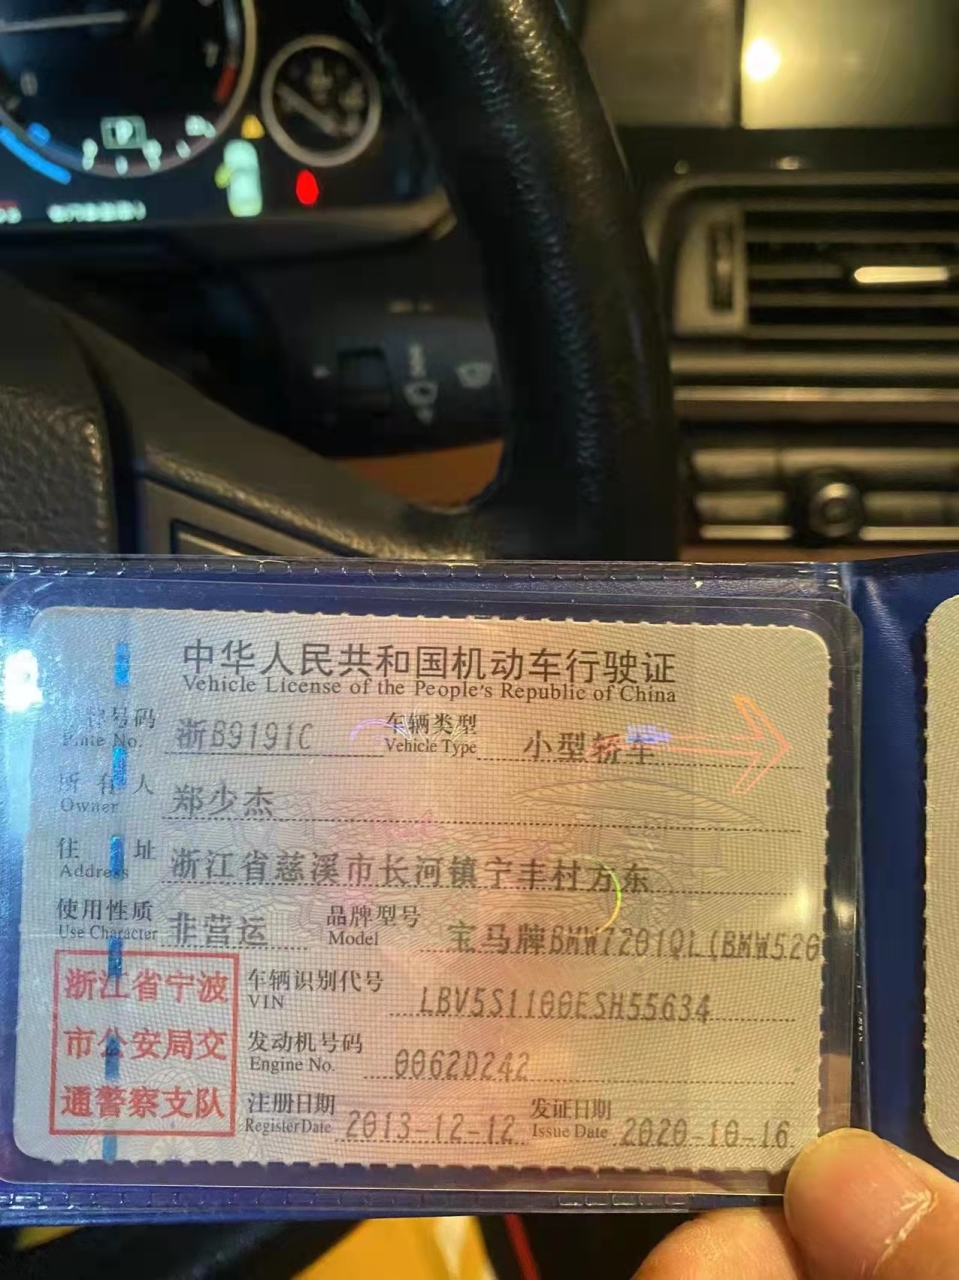 中华人民共和国机动车行驶证
Vehicle License of the People's Republic of China
号码 浙B9191C 车辆类型 小型轿车
Plate No. Vehicle Type
所有人 郑少杰
Owner
住址 浙江省慈溪市长河镇宁丰村方东
Address
使用性质 非营运 品牌型号 宝马牌BMW7201QL(BMW520
Use Character Model
浙江省宁波
市公安局交
通警察支队
车辆识别代号 LBV5S1100ESH55634
VIN
发动机号码 0062D242
Engine No.
注册日期 2013-12-12 发证日期 2020-10-16
Register Date Issue Date